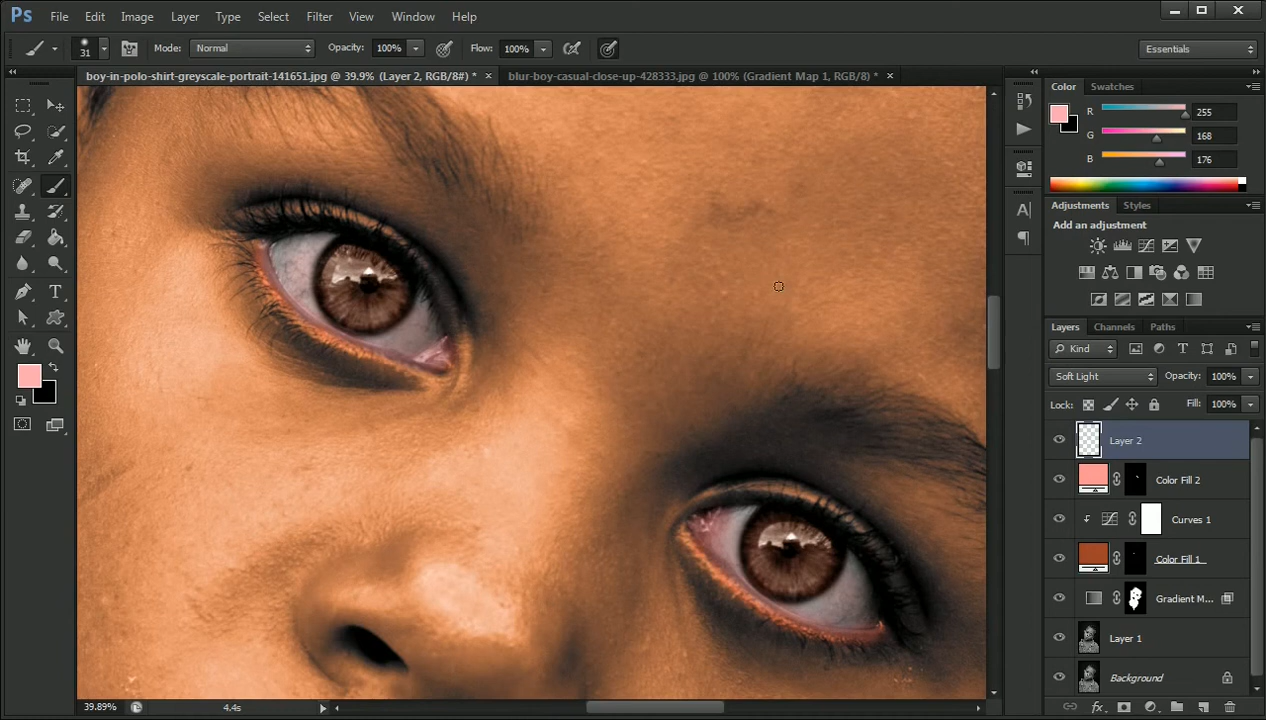 Ps File Edit Image Layer Type Select Filter View Window Help
31 Mode: Normal Opacity: 100% Flow: 100% Essentials
boy-in-polo-shirt-greyscale-portrait-141651.jpg @ 39.9% (Layer 2, RGB/8#) * × blur-boy-casual-close-up-428333.jpg @ 100% (Gradient Map 1, RGB/8) * ×
Color Swatches
R 255
G 168
B 176
Adjustments Styles
Add an adjustment
Layers Channels Paths
Kind
Soft Light Opacity: 100%
Lock: Fill: 100%
Layer 2
Color Fill 2
Curves 1
Color Fill 1
Gradient M...
Layer 1
Background
39.89% 4.4s
fx